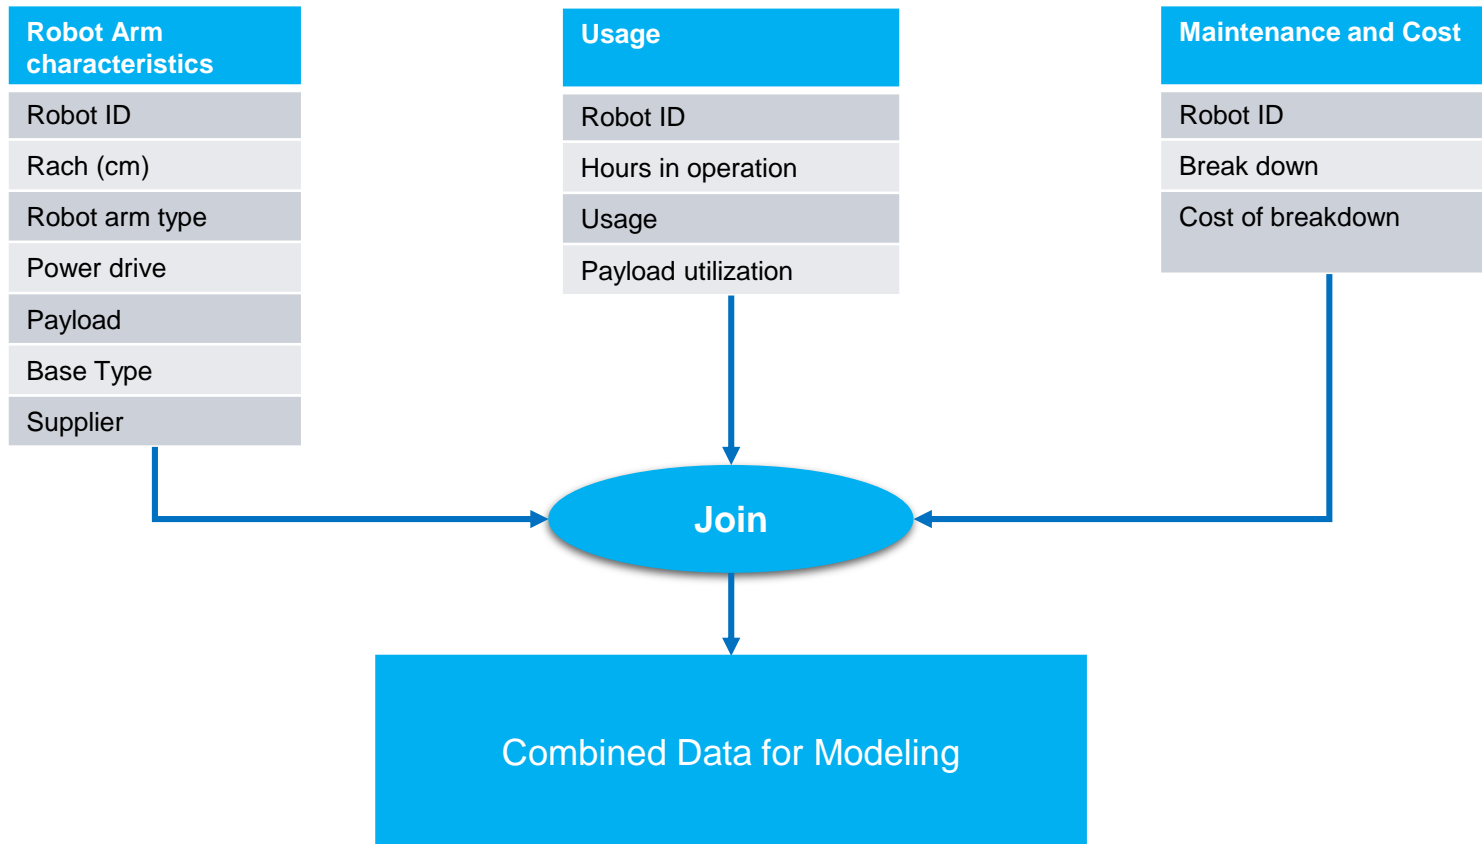 Robot Arm
characteristics
Robot ID
Rach (cm)
Robot arm type
Power drive
Payload
Base Type
Supplier
Usage
Robot ID
Hours in operation
Usage
Payload utilization
Maintenance and Cost
Robot ID
Break down
Cost of breakdown
Join
Combined Data for Modeling